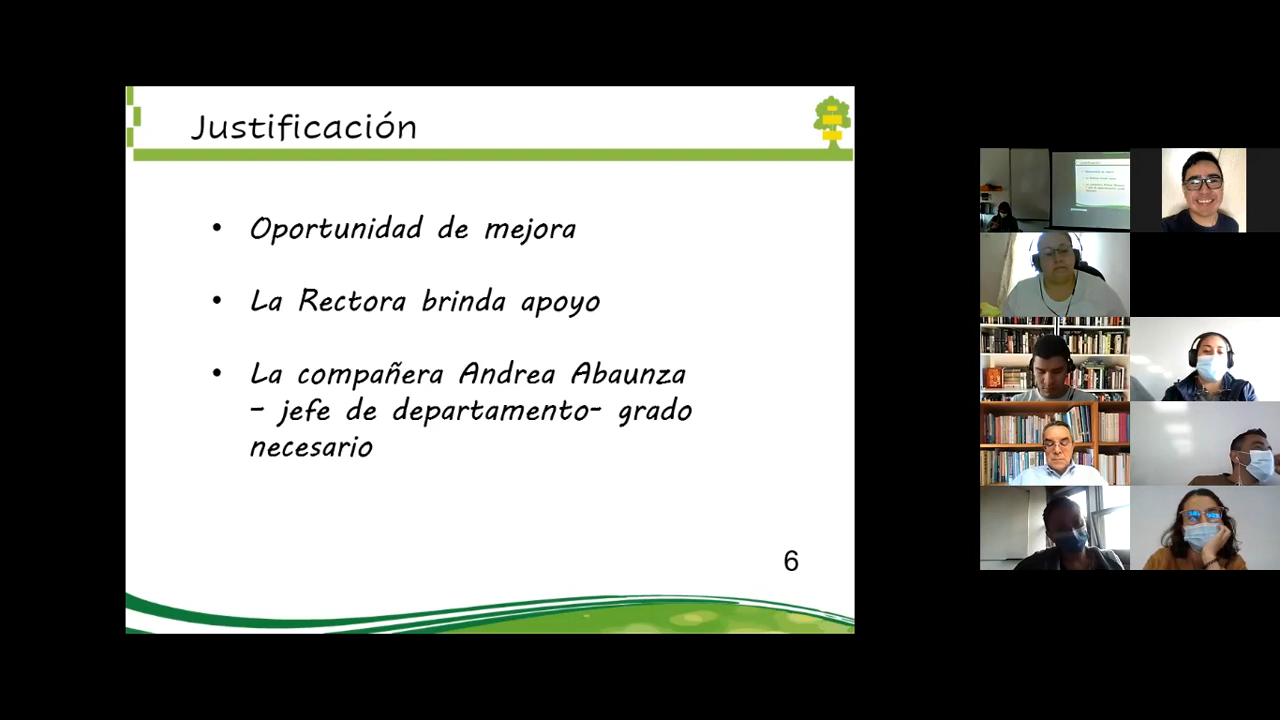 Justificación
• Oportunidad de mejora
• La Rectora brinda apoyo
• La compañera Andrea Abaunza
– jefe de departamento- grado
necesario
6